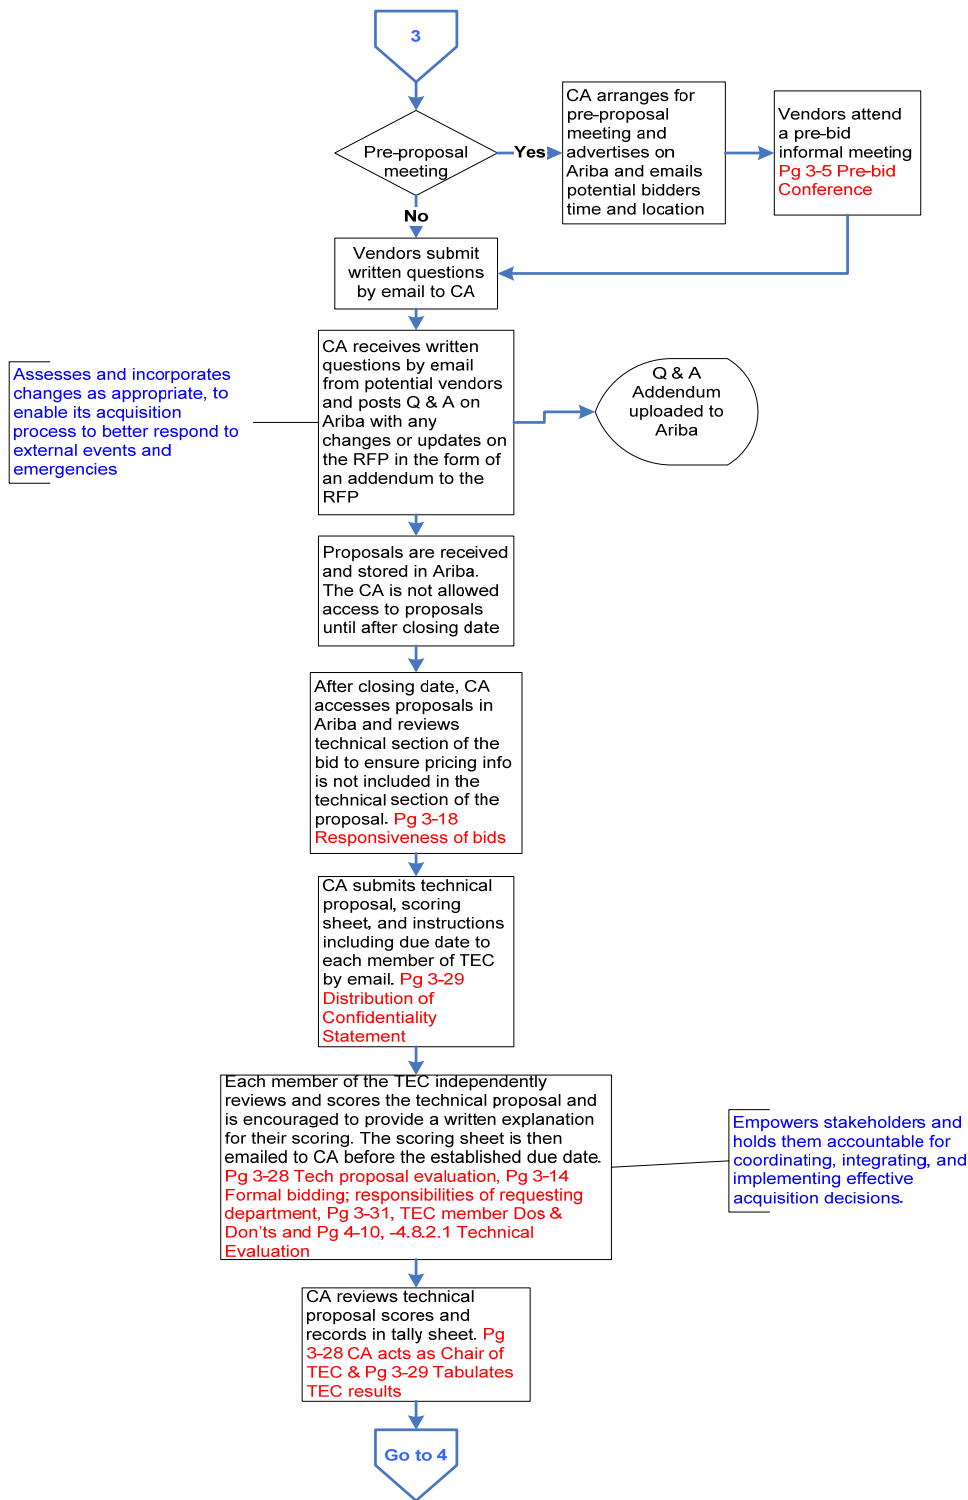 3
Pre-proposal
meeting
Yes
CA arranges for
pre-proposal
meeting and
advertises on
Ariba and emails
potential bidders
time and location
Vendors attend
a pre-bid
informal meeting
Pg 3-5 Pre-bid
Conference
No
Vendors submit
written questions
by email to CA
CA receives written
questions by email
from potential vendors
and posts Q & A on
Ariba with any
changes or updates on
the RFP in the form of
an addendum to the
RFP
Assesses and incorporates
changes as appropriate, to
enable its acquisition
process to better respond to
external events and
emergencies
Q & A
Addendum
uploaded to
Ariba
Proposals are received
and stored in Ariba.
The CA is not allowed
access to proposals
until after closing date
After closing date, CA
accesses proposals in
Ariba and reviews
technical section of the
bid to ensure pricing info
is not included in the
technical section of the
proposal. Pg 3-18
Responsiveness of bids
CA submits technical
proposal, scoring
sheet, and instructions
including due date to
each member of TEC
by email. Pg 3-29
Distribution of
Confidentiality
Statement
Each member of the TEC independently
reviews and scores the technical proposal and
is encouraged to provide a written explanation
for their scoring. The scoring sheet is then
emailed to CA before the established due date.
Pg 3-28 Tech proposal evaluation, Pg 3-14
Formal bidding; responsibilities of requesting
department, Pg 3-31, TEC member Dos &
Don'ts and Pg 4-10, -4.8.2.1 Technical
Evaluation
Empowers stakeholders and
holds them accountable for
coordinating, integrating, and
implementing effective
acquisition decisions.
CA reviews technical
proposal scores and
records in tally sheet. Pg
3-28 CA acts as Chair of
TEC & Pg 3-29 Tabulates
TEC results
Go to 4